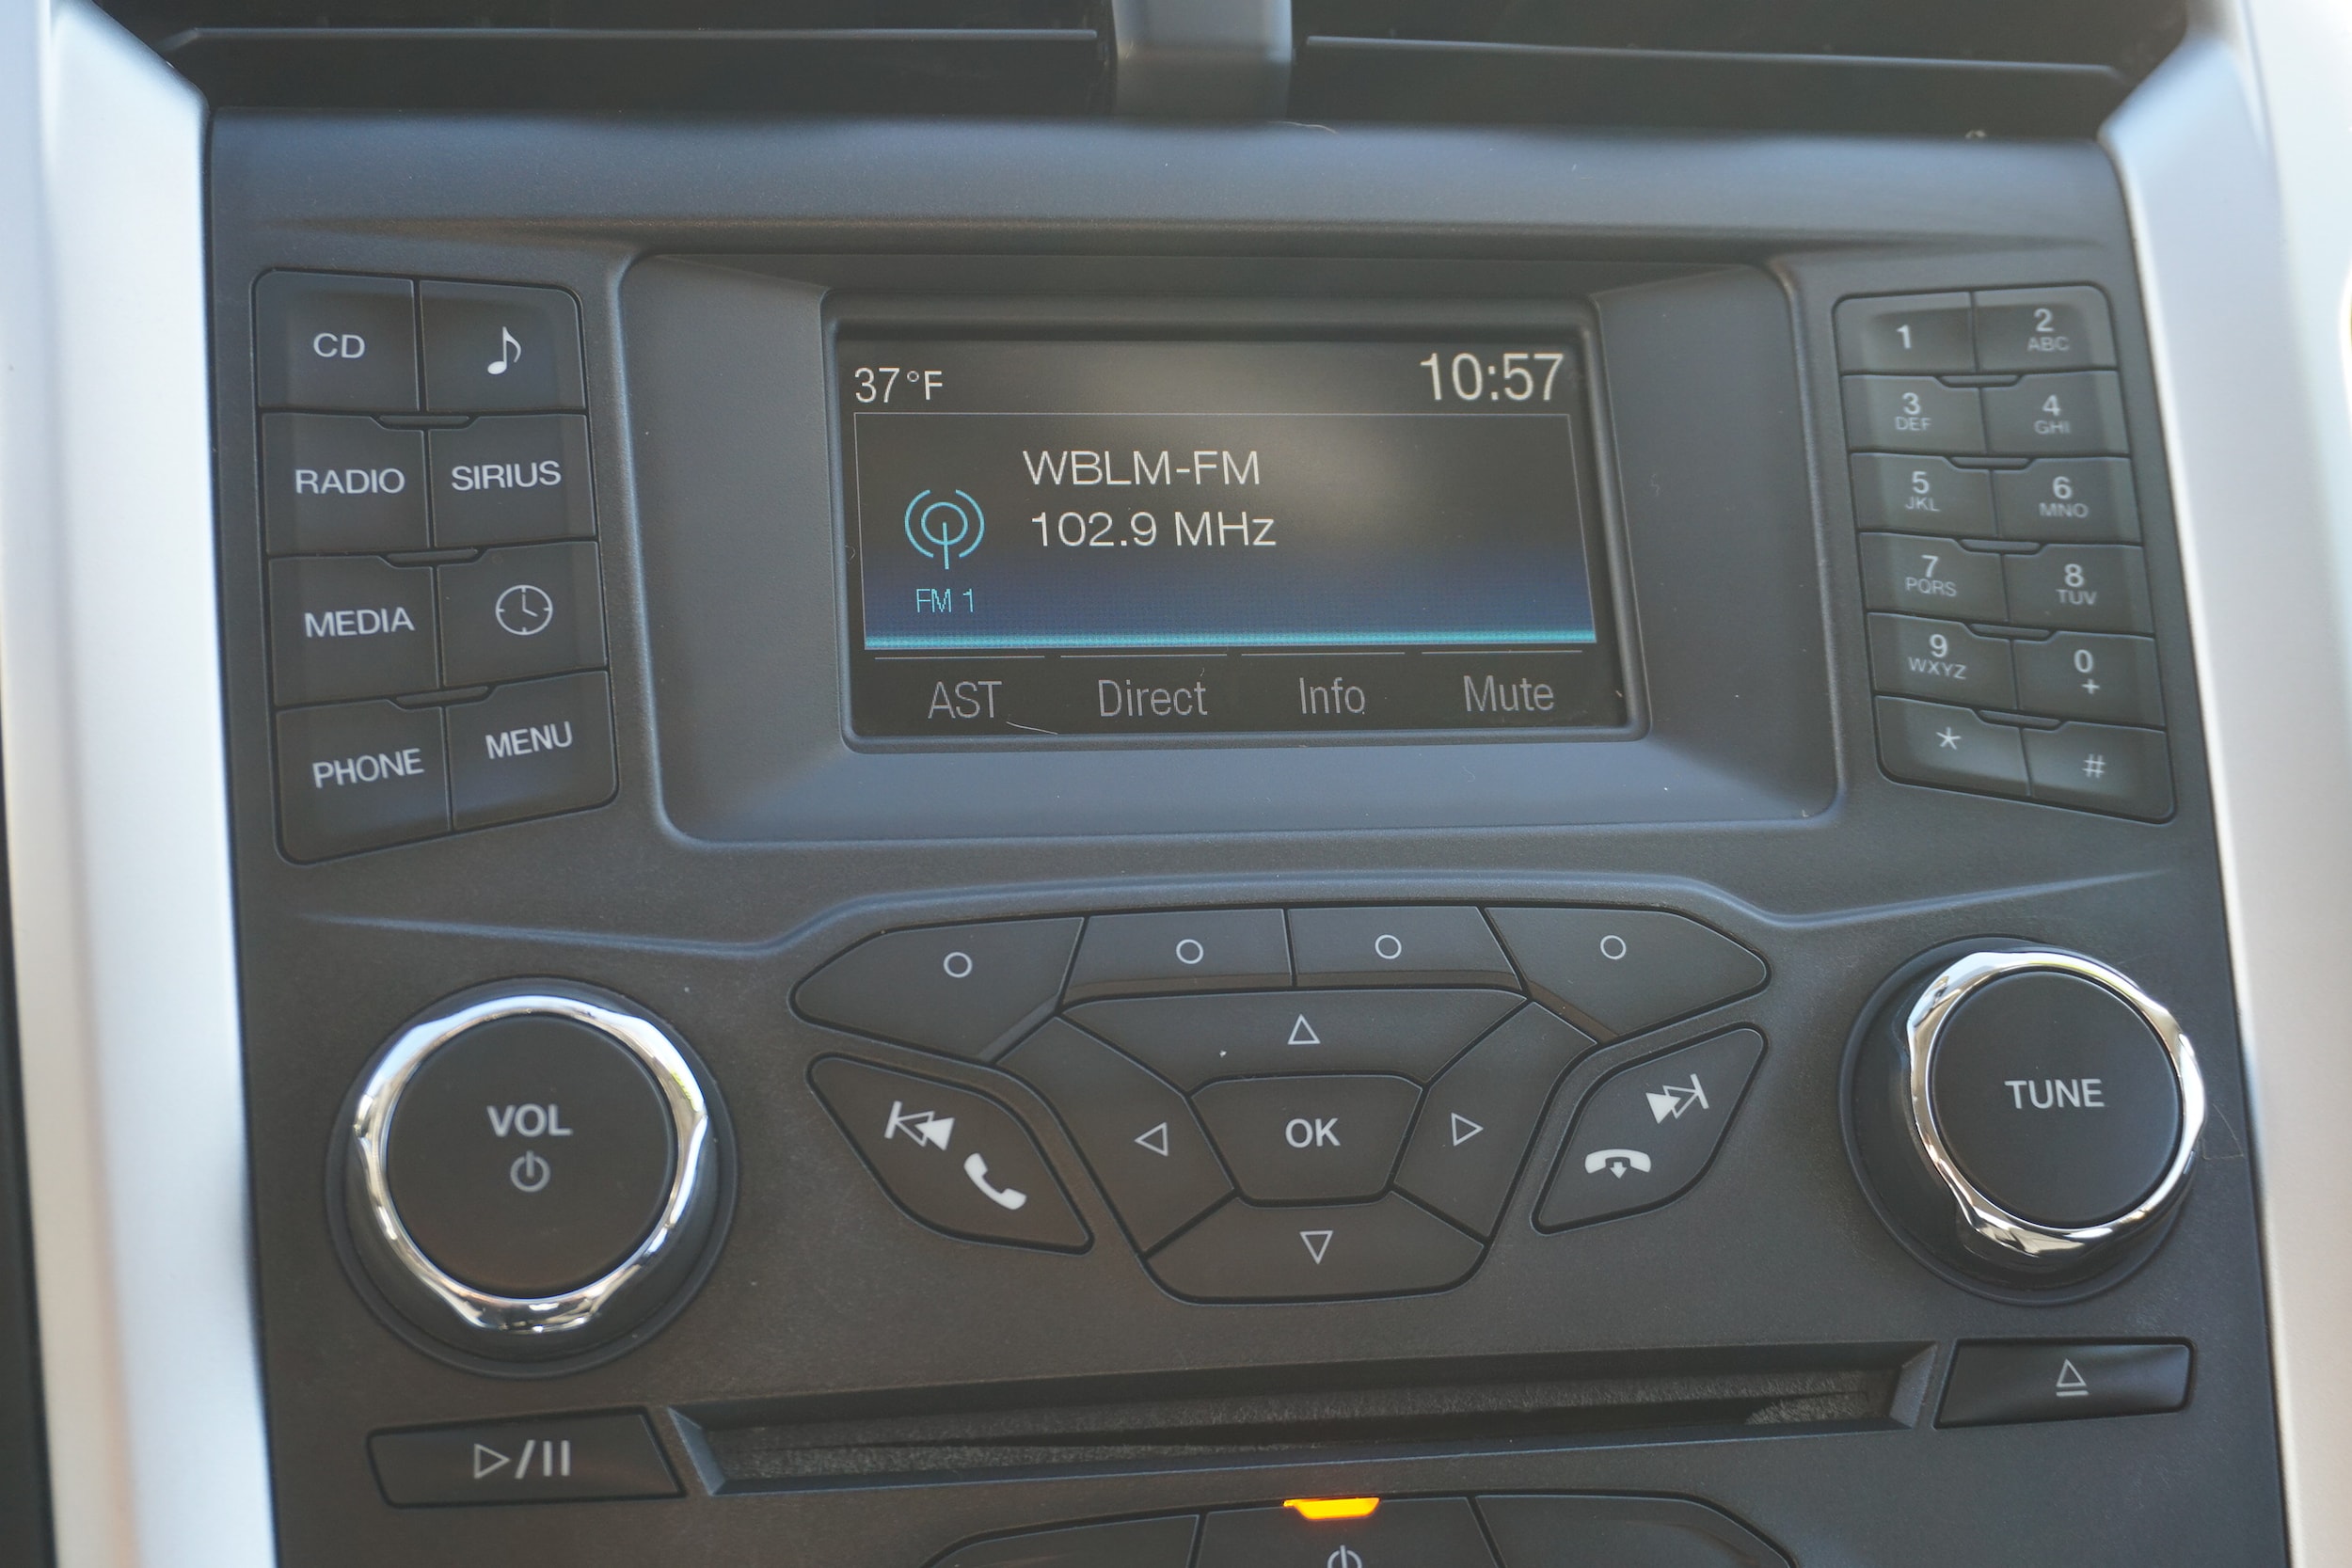 CD
RADIO SIRIUS
MEDIA
PHONE MENU
37°F 10:57
WBLM-FM
102.9 MHz
FM 1
AST Direct Info Mute
1 2
ABC
3 4
DEF GHI
5 6
JKL MNO
7 8
PQRS TUV
9 0
WXYZ +
* #
VOL
OK
TUNE